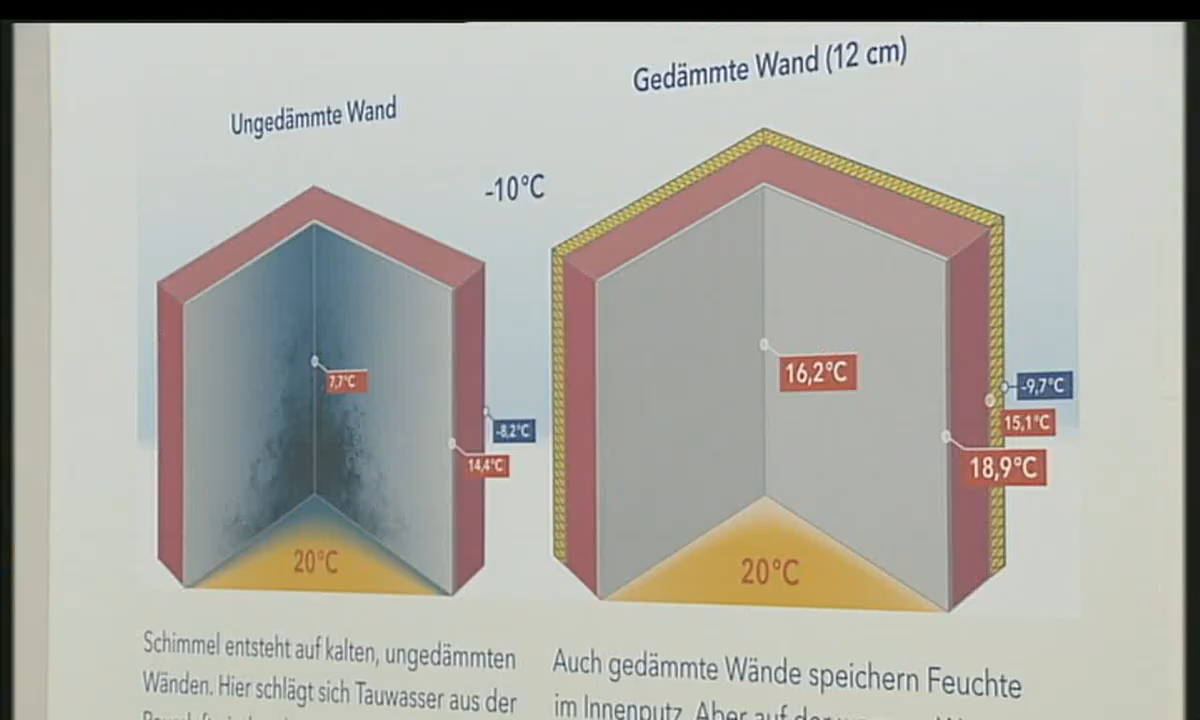 Ungedämmte Wand
Gedämmte Wand (12 cm)
-10°C
7,7°C
-8,2°C
14,4°C
20°C
16,2°C
-9,7°C
15,1°C
18,9°C
20°C
Schimmel entsteht auf kalten, ungedämmten
Wänden. Hier schlägt sich Tauwasser aus der
Auch gedämmte Wände speichern Feuchte
im Innenputz. Aber auf der